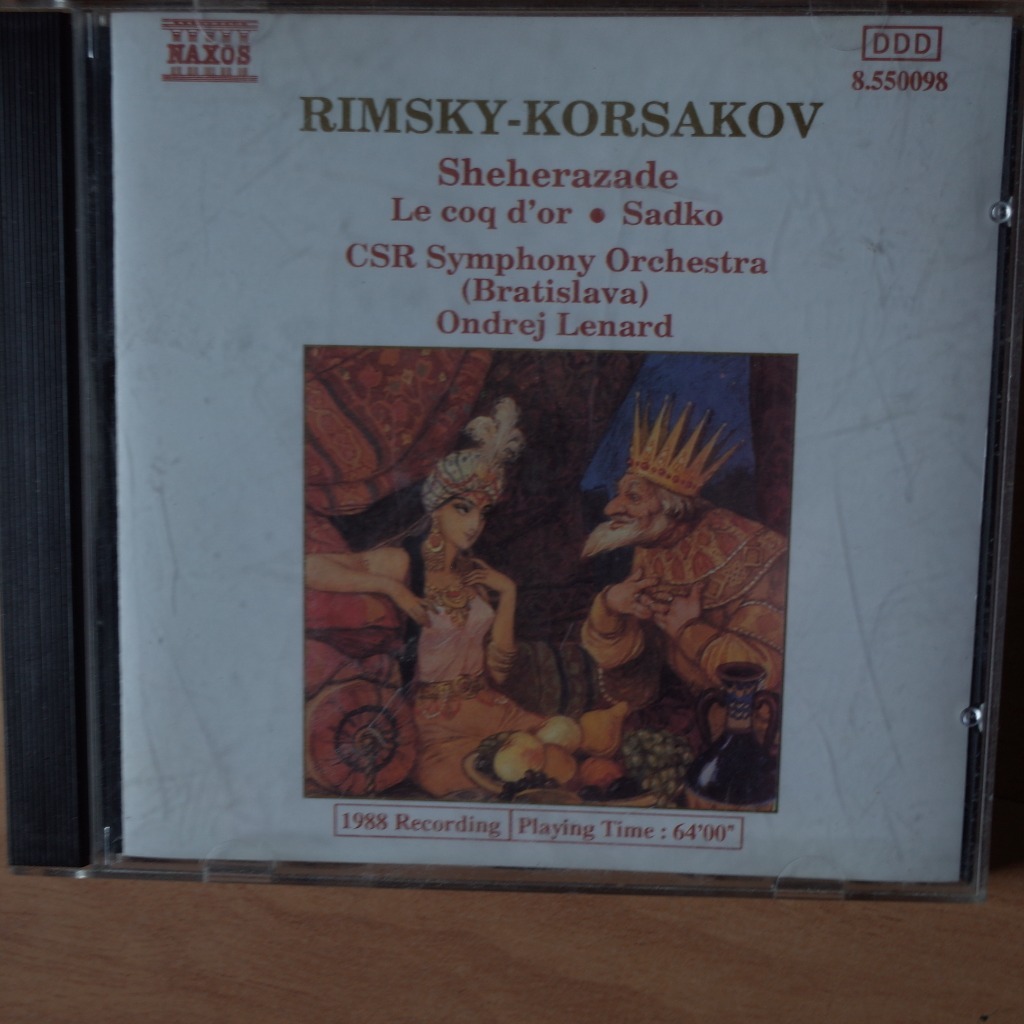 NAXOS
DDD
8.550098
RIMSKY-KORSAKOV
Sheherazade
Le coq d'or • Sadko
CSR Symphony Orchestra
(Bratislava)
Ondrej Lenard
1988 Recording | Playing Time : 64'00"